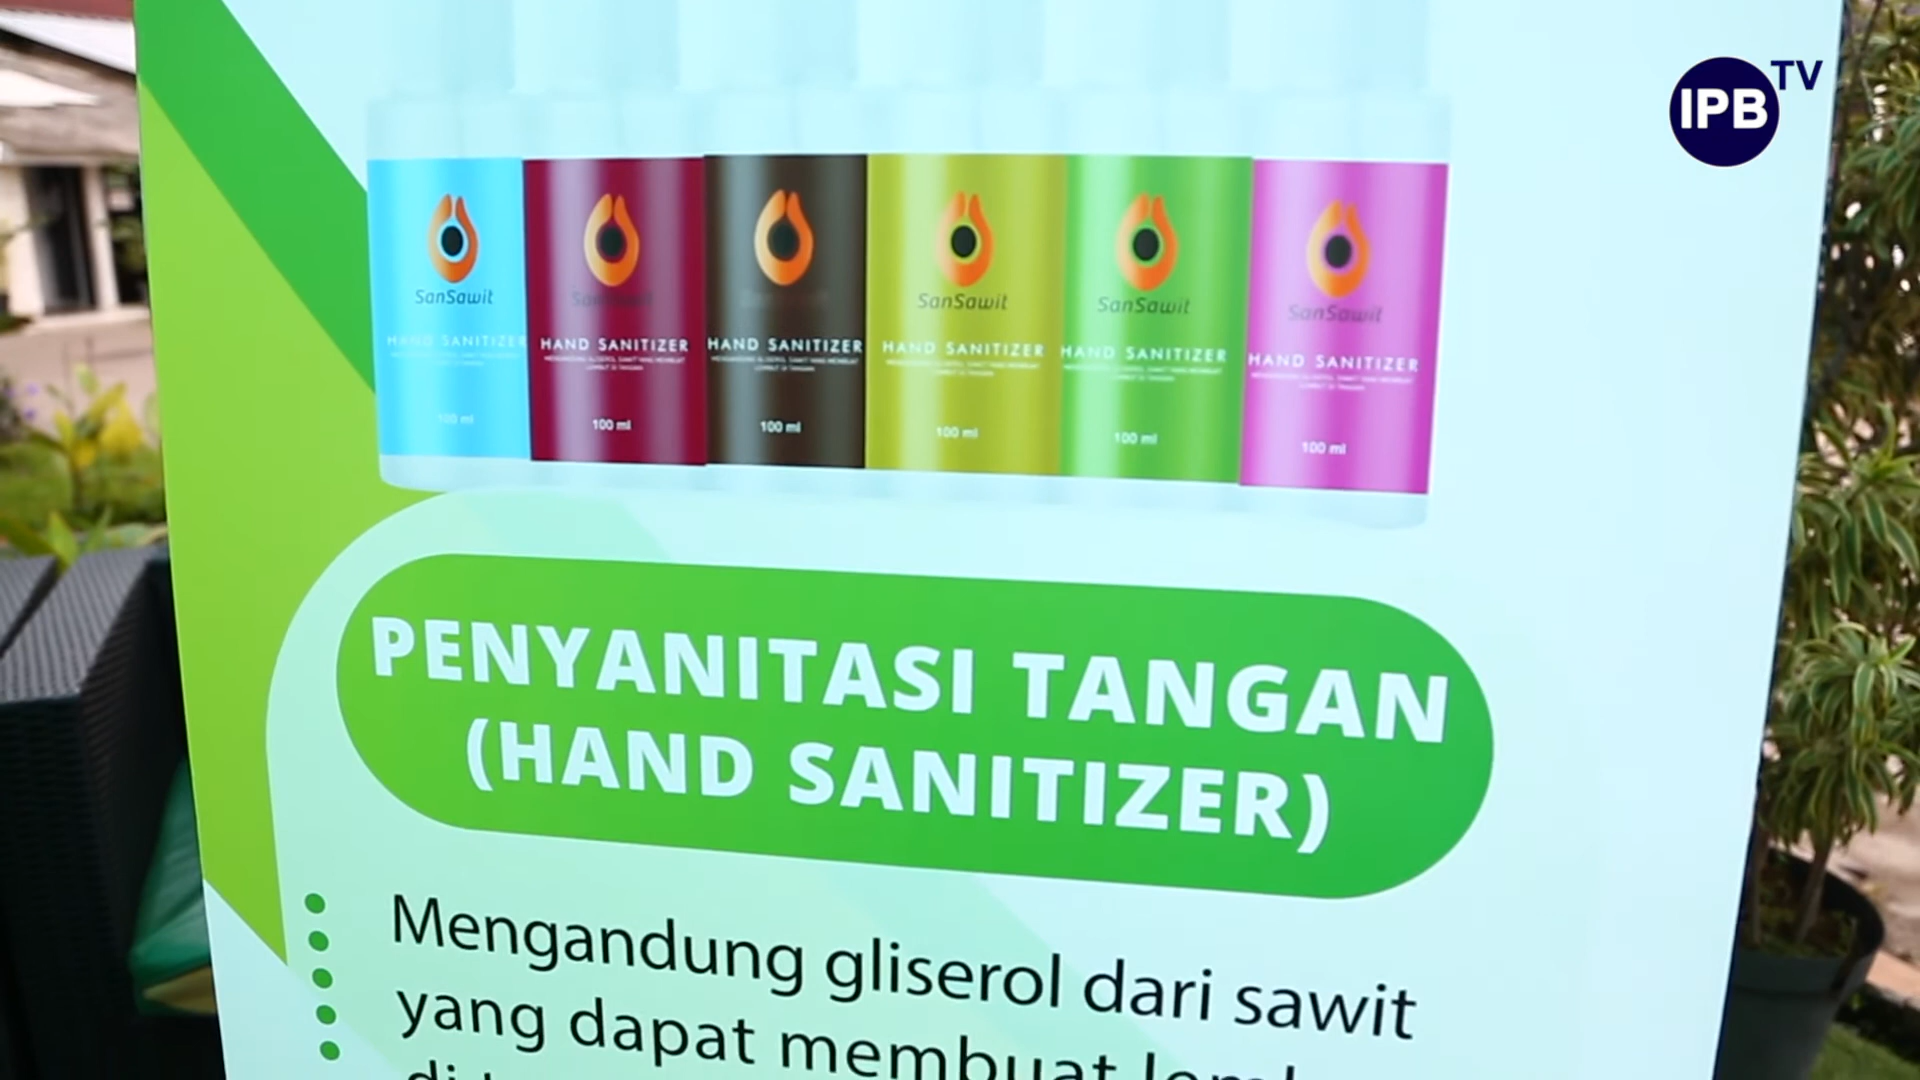 IPB TV
SanSawit
SanSawit
SanSawit
SanSawit
SanSawit
HAND SANITIZER
HAND SANITIZER
HAND SANITIZER
HAND SANITIZER
HAND SANITIZER
HAND SANITIZER
100 ml
100 ml
100 ml
100 ml
100 ml
100 ml
PENYANITASI TANGAN
(HAND SANITIZER)
Mengandung gliserol dari sawit
yang dapat membuat